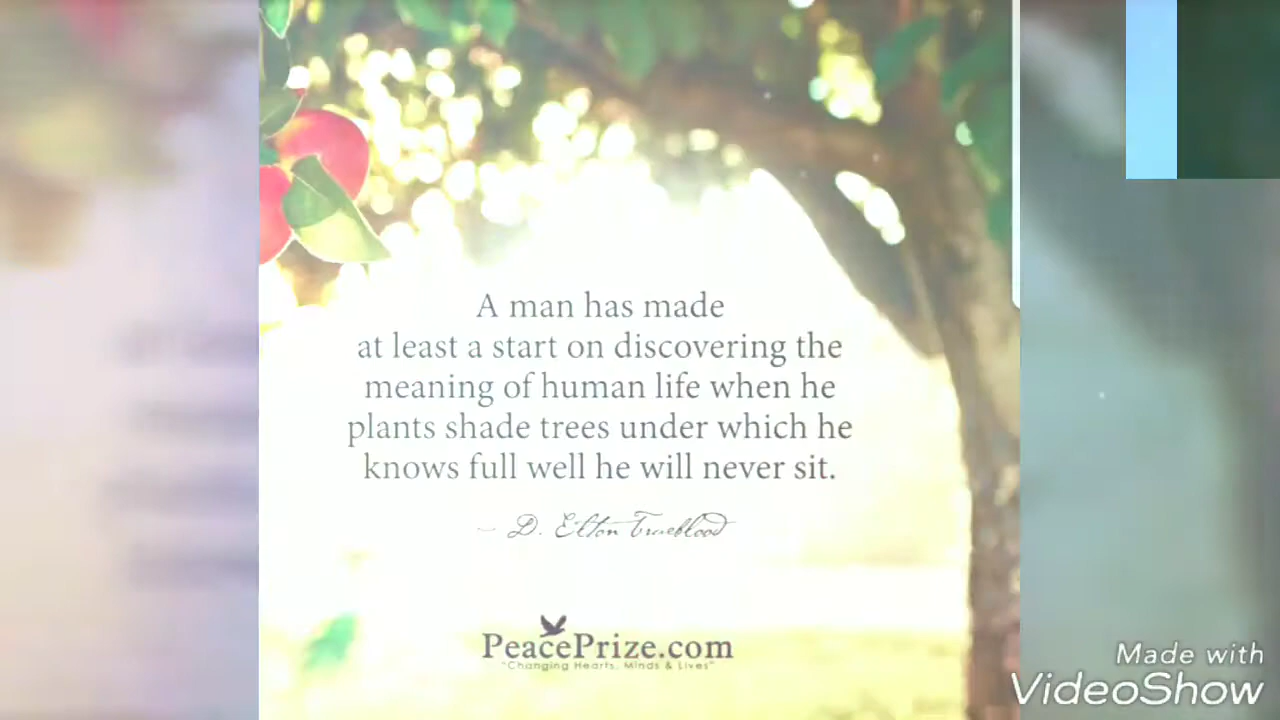 A man has made
at least a start on discovering the
meaning of human life when he
plants shade trees under which he
knows full well he will never sit.
— D. Elton Trueblood
PeacePrize.com
"Changing Hearts, Minds & Lives"
Made with
VideoShow